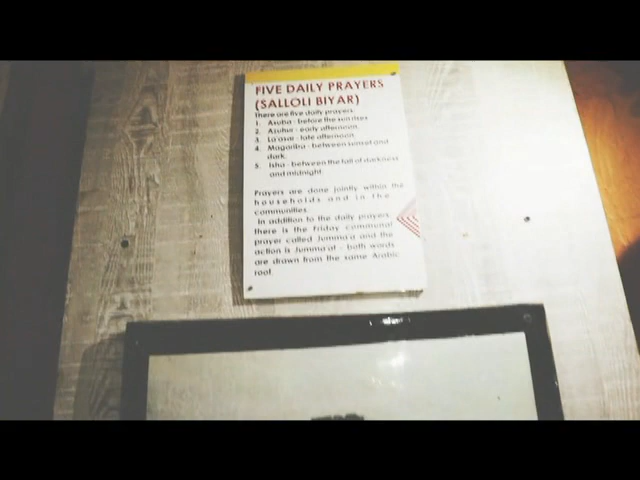 FIVE DAILY PRAYERS
(SALLOLI BIYAR)
There are five daily prayers.
1. Asuba - before the sun rises
2. Azuhur - early afternoon.
3. La'asar - late afternoon.
4. Magariba - between sunset and
dark.
5. Isha - between the fall of darkness
and midnight.
Prayers are done jointly within the
households and in the
communities.
In addition to the daily prayers
there is the Friday communal
prayer called Jumma'a and the
action is Jumma'at - both words
are drawn from the same Arabic
root.